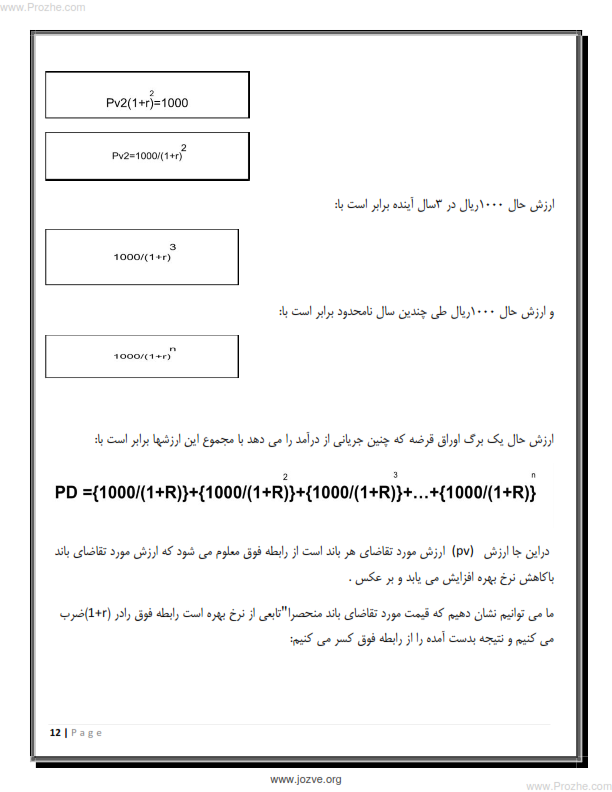 www.Prozhe.com
Pv2(1+r)²=1000
Pv2=1000/(1+r)²
ارزش حال ۱۰۰۰ریال در ۳سال آینده برابر است با:
1000/(1+r)³
و ارزش حال ۱۰۰۰ریال طی چندین سال نامحدود برابر است با:
1000/(1+r)ⁿ
ارزش حال یک برگ اوراق قرضه که چنین جریانی از درآمد را می دهد با مجموع این ارزشها برابر است با:
PD ={1000/(1+R)}+{1000/(1+R)²}+{1000/(1+R)³}+…+{1000/(1+R)ⁿ}
دراین جا ارزش (pv) ارزش مورد تقاضای هر باند است از رابطه فوق معلوم می شود که ارزش مورد تقاضای باند
باکاهش نرخ بهره افزایش می یابد و بر عکس .
ما می توانیم نشان دهیم که قیمت مورد تقاضای باند منحصرا"تابعی از نرخ بهره است رابطه فوق رادر (1+r)ضرب
می کنیم و نتیجه بدست آمده را از رابطه فوق کسر می کنیم:
12 | Page
www.jozve.org
www.Prozhe.com